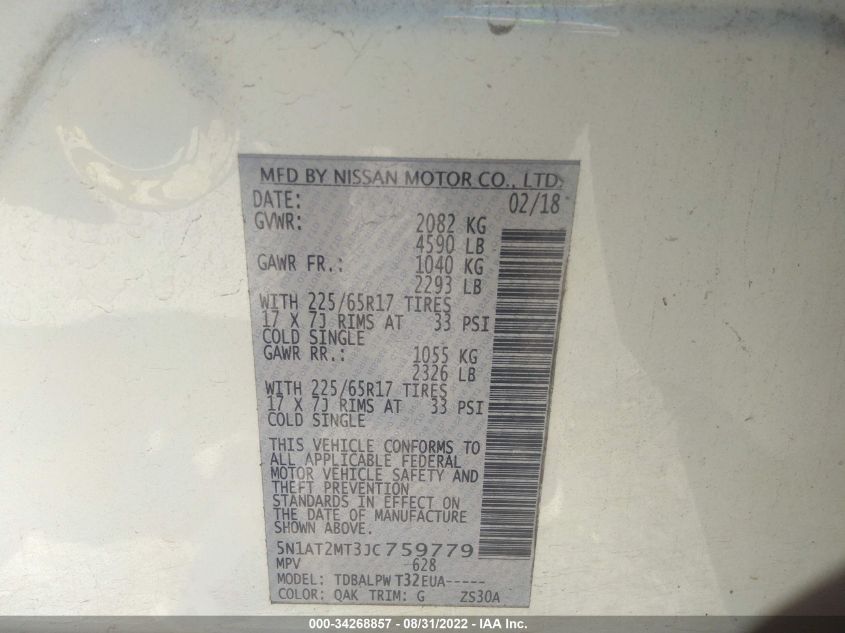 MFD BY NISSAN MOTOR CO., LTD.
DATE: 02/18
GVWR: 2082 KG
4590 LB
GAWR FR.: 1040 KG
2293 LB
WITH 225/65R17 TIRES
17 X 7J RIMS AT 33 PSI
COLD SINGLE
GAWR RR.: 1055 KG
2326 LB
WITH 225/65R17 TIRES
17 X 7J RIMS AT 33 PSI
COLD SINGLE
THIS VEHICLE CONFORMS TO
ALL APPLICABLE FEDERAL
MOTOR VEHICLE SAFETY AND
THEFT PREVENTION
STANDARDS IN EFFECT ON
THE DATE OF MANUFACTURE
SHOWN ABOVE.
5N1AT2MT3JC759779
MPV 628
MODEL: TDBALPW T32EUA-----
COLOR: QAK TRIM: G ZS30A
000-34268857 - 08/31/2022 - IAA Inc.